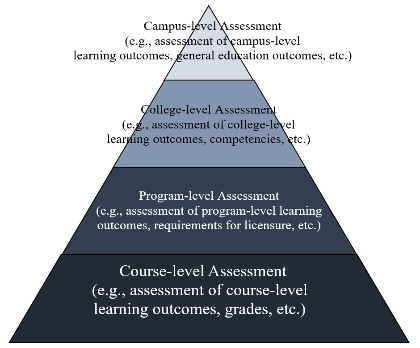 Campus-level Assessment
(e.g., assessment of campus-level
learning outcomes, general education outcomes, etc.)
College-level Assessment
(e.g., assessment of college-level
learning outcomes, competencies, etc.)
Program-level Assessment
(e.g., assessment of program-level learning
outcomes, requirements for licensure, etc.)
Course-level Assessment
(e.g., assessment of course-level
learning outcomes, grades, etc.)